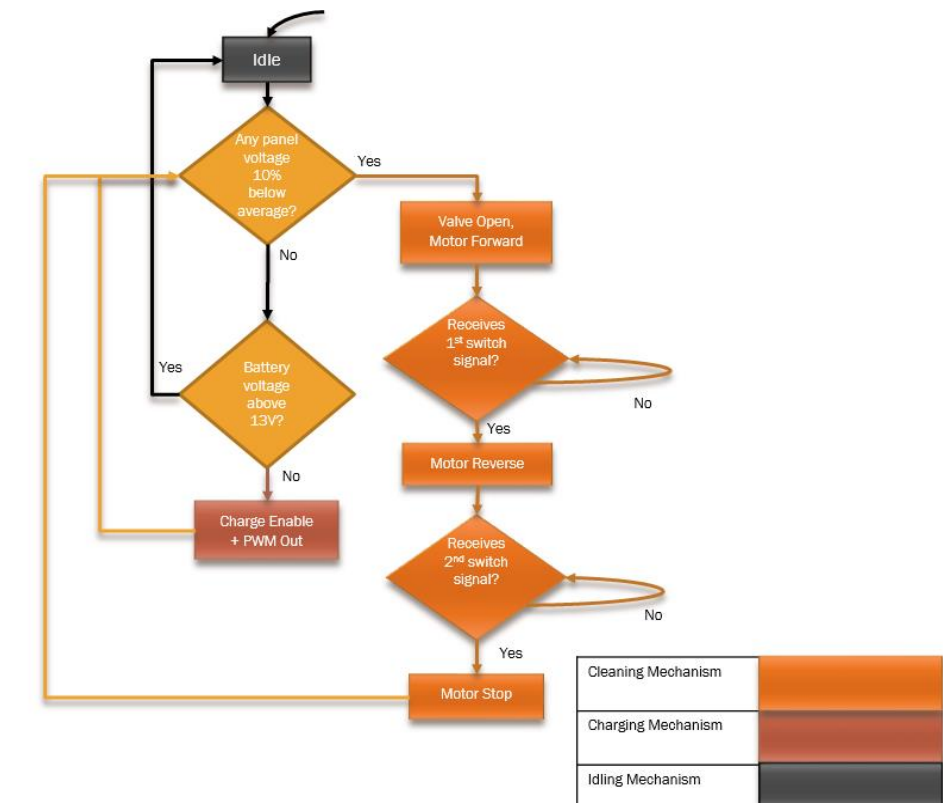 Idle
Any panel
voltage
10%
below
average?
Yes
No
Valve Open,
Motor Forward
Receives
1st switch
signal?
No
Yes
Battery
voltage
above
13V?
Yes
No
Motor Reverse
Charge Enable
+ PWM Out
Receives
2nd switch
signal?
No
Yes
Motor Stop
Cleaning Mechanism
Charging Mechanism
Idling Mechanism